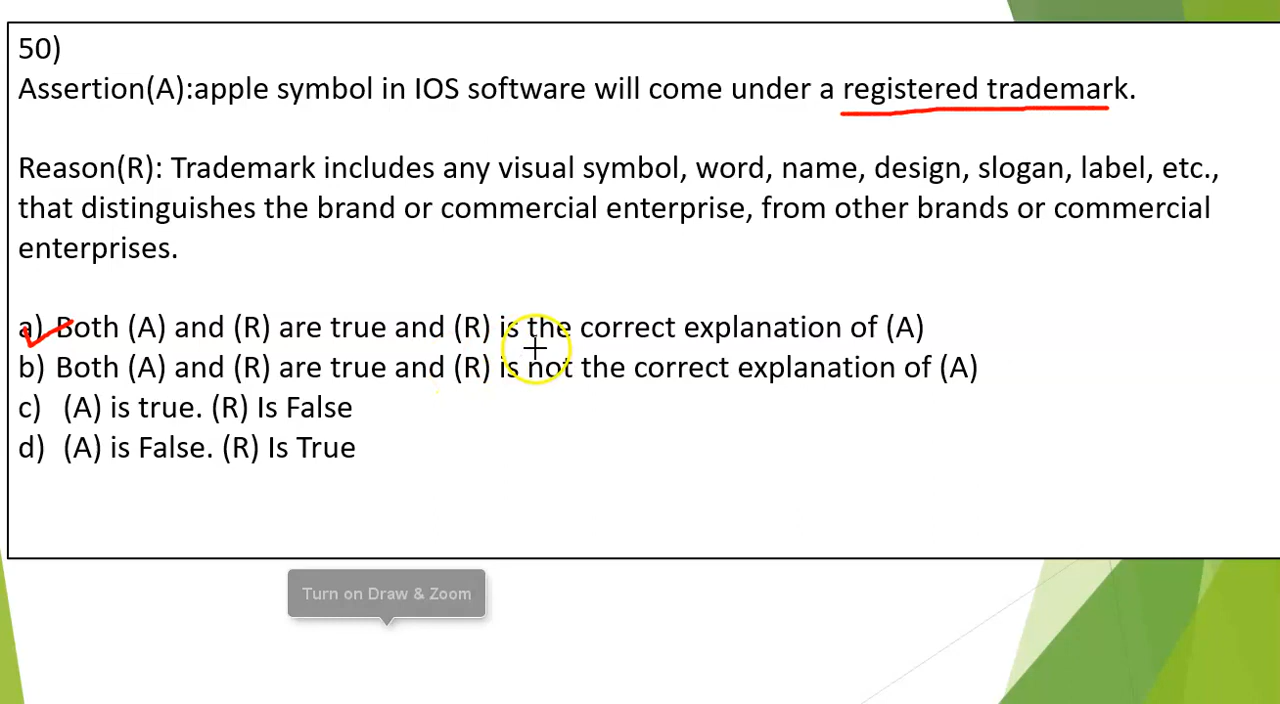 50)
Assertion(A):apple symbol in IOS software will come under a registered trademark.
Reason(R): Trademark includes any visual symbol, word, name, design, slogan, label, etc.,
that distinguishes the brand or commercial enterprise, from other brands or commercial
enterprises.
a) Both (A) and (R) are true and (R) is the correct explanation of (A)
b) Both (A) and (R) are true and (R) is not the correct explanation of (A)
c) (A) is true. (R) Is False
d) (A) is False. (R) Is True
Turn on Draw & Zoom